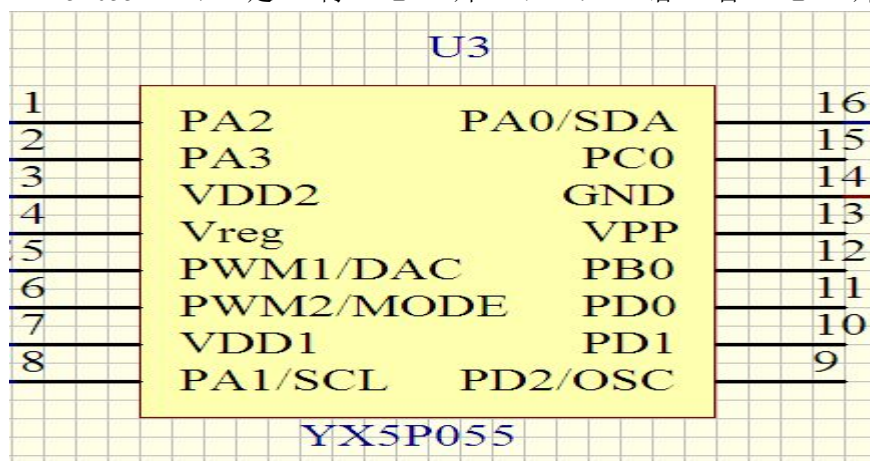 U3
1 PA2 PA0/SDA 16
2 PA3 PC0 15
3 VDD2 GND 14
4 Vreg VPP 13
5 PWM1/DAC PB0 12
6 PWM2/MODE PD0 11
7 VDD1 PD1 10
8 PA1/SCL PD2/OSC 9
YX5P055